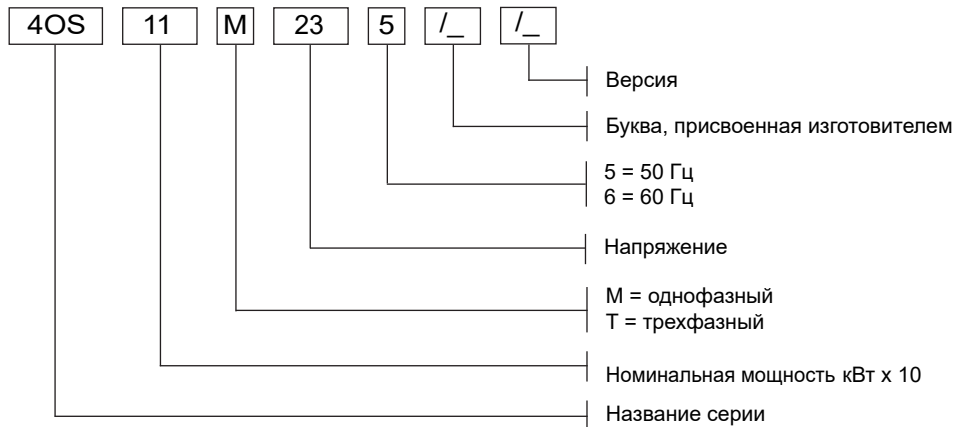 4OS 11 M 23 5 /_ /_
Версия
Буква, присвоенная изготовителем
5 = 50 Гц
6 = 60 Гц
Напряжение
М = однофазный
Т = трехфазный
Номинальная мощность кВт x 10
Название серии